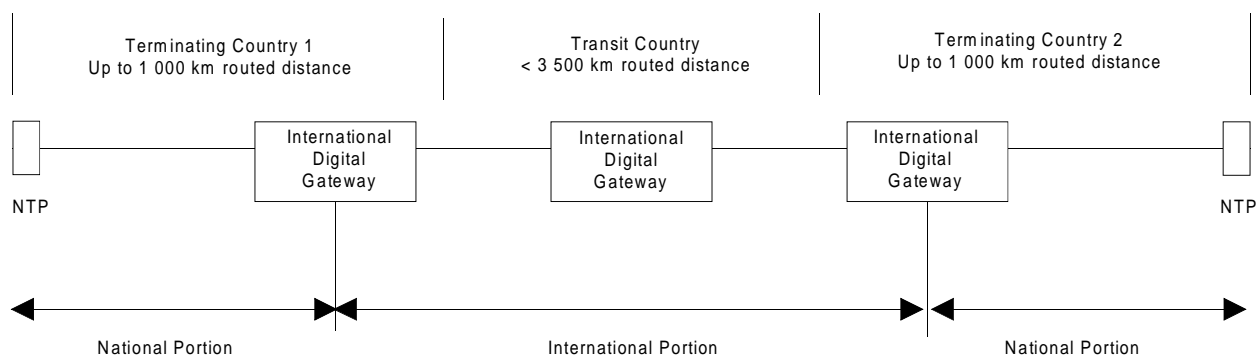 Terminating Country 1
Up to 1 000 km routed distance
Transit Country
< 3 500 km routed distance
Terminating Country 2
Up to 1 000 km routed distance
International
Digital
Gateway
International
Digital
Gateway
International
Digital
Gateway
NTP
NTP
National Portion
International Portion
National Portion